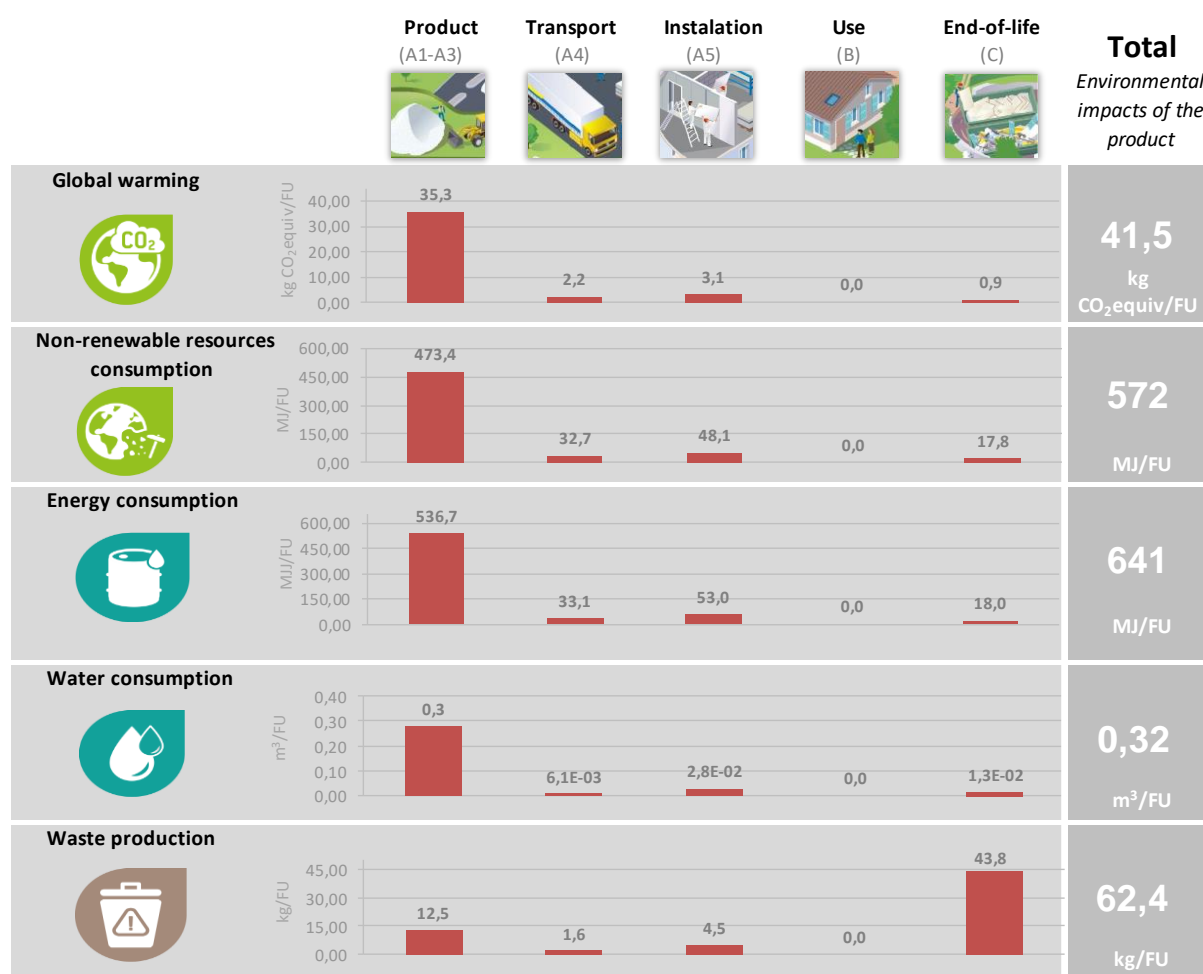 Product
(A1-A3)
Transport
(A4)
Instalation
(A5)
Use
(B)
End-of-life
(C)
Total
Environmental
impacts of the
product
Global warming
CO₂
kg CO₂equiv/FU
40,00
30,00
20,00
10,00
0,00
35,3
2,2
3,1
0,0
0,9
41,5
kg
CO₂equiv/FU
Non-renewable resources
consumption
MJ/FU
600,00
450,00
300,00
150,00
0,00
473,4
32,7
48,1
0,0
17,8
572
MJ/FU
Energy consumption
MJJ/FU
600,00
450,00
300,00
150,00
0,00
536,7
33,1
53,0
0,0
18,0
641
MJ/FU
Water consumption
m³/FU
0,40
0,30
0,20
0,10
0,00
0,3
6,1E-03
2,8E-02
0,0
1,3E-02
0,32
m³/FU
Waste production
kg/FU
45,00
30,00
15,00
0,00
12,5
1,6
4,5
0,0
43,8
62,4
kg/FU